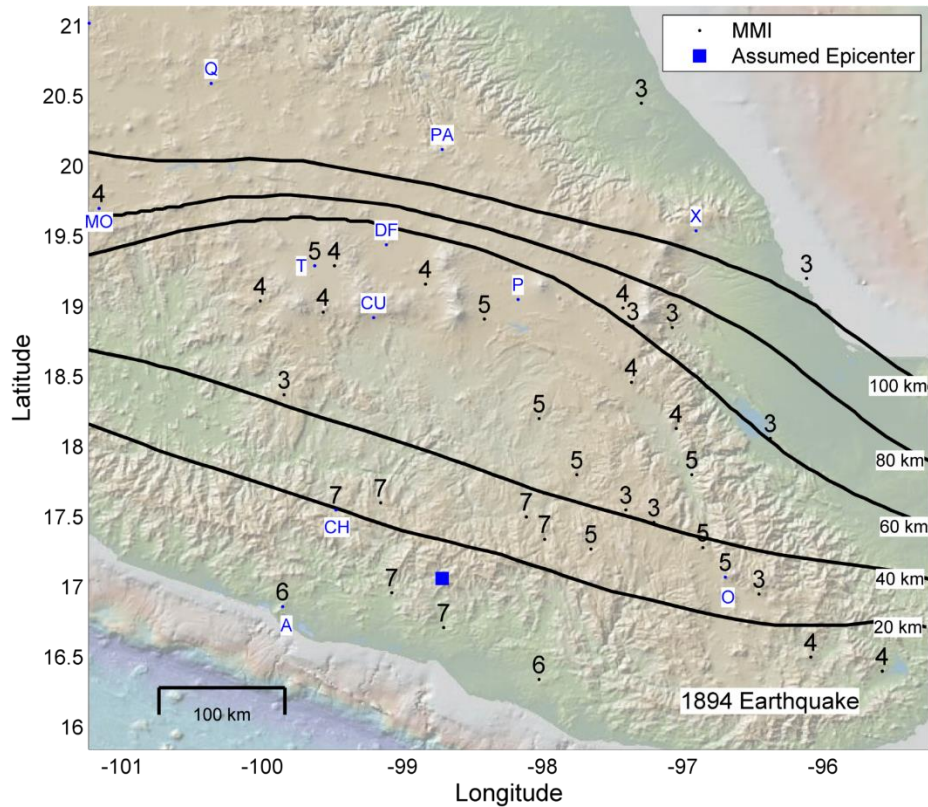 21
MMI
Assumed Epicenter
Q
20.5
3
PA
20
4
MO
X
19.5
DF
5
4
T
3
4
4
P
19
4
CU
5
4
3
3
100 km
18.5
3
4
5
4
3
80 km
18
5
5
7
7
7
3
3
60 km
17.5
CH
7
5
5
5
40 km
17
7
3
O
6
A
7
20 km
16.5
6
4
4
100 km
1894 Earthquake
16
-101
-100
-99
-98
-97
-96
Latitude
Longitude